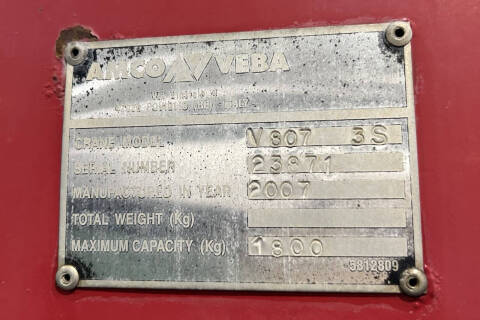 AMCO VEBA
CRANE MODEL V807 3S
SERIAL NUMBER 23871
MANUFACTURED IN YEAR 2007
TOTAL WEIGHT (Kg)
MAXIMUM CAPACITY (Kg) 1800
5812809